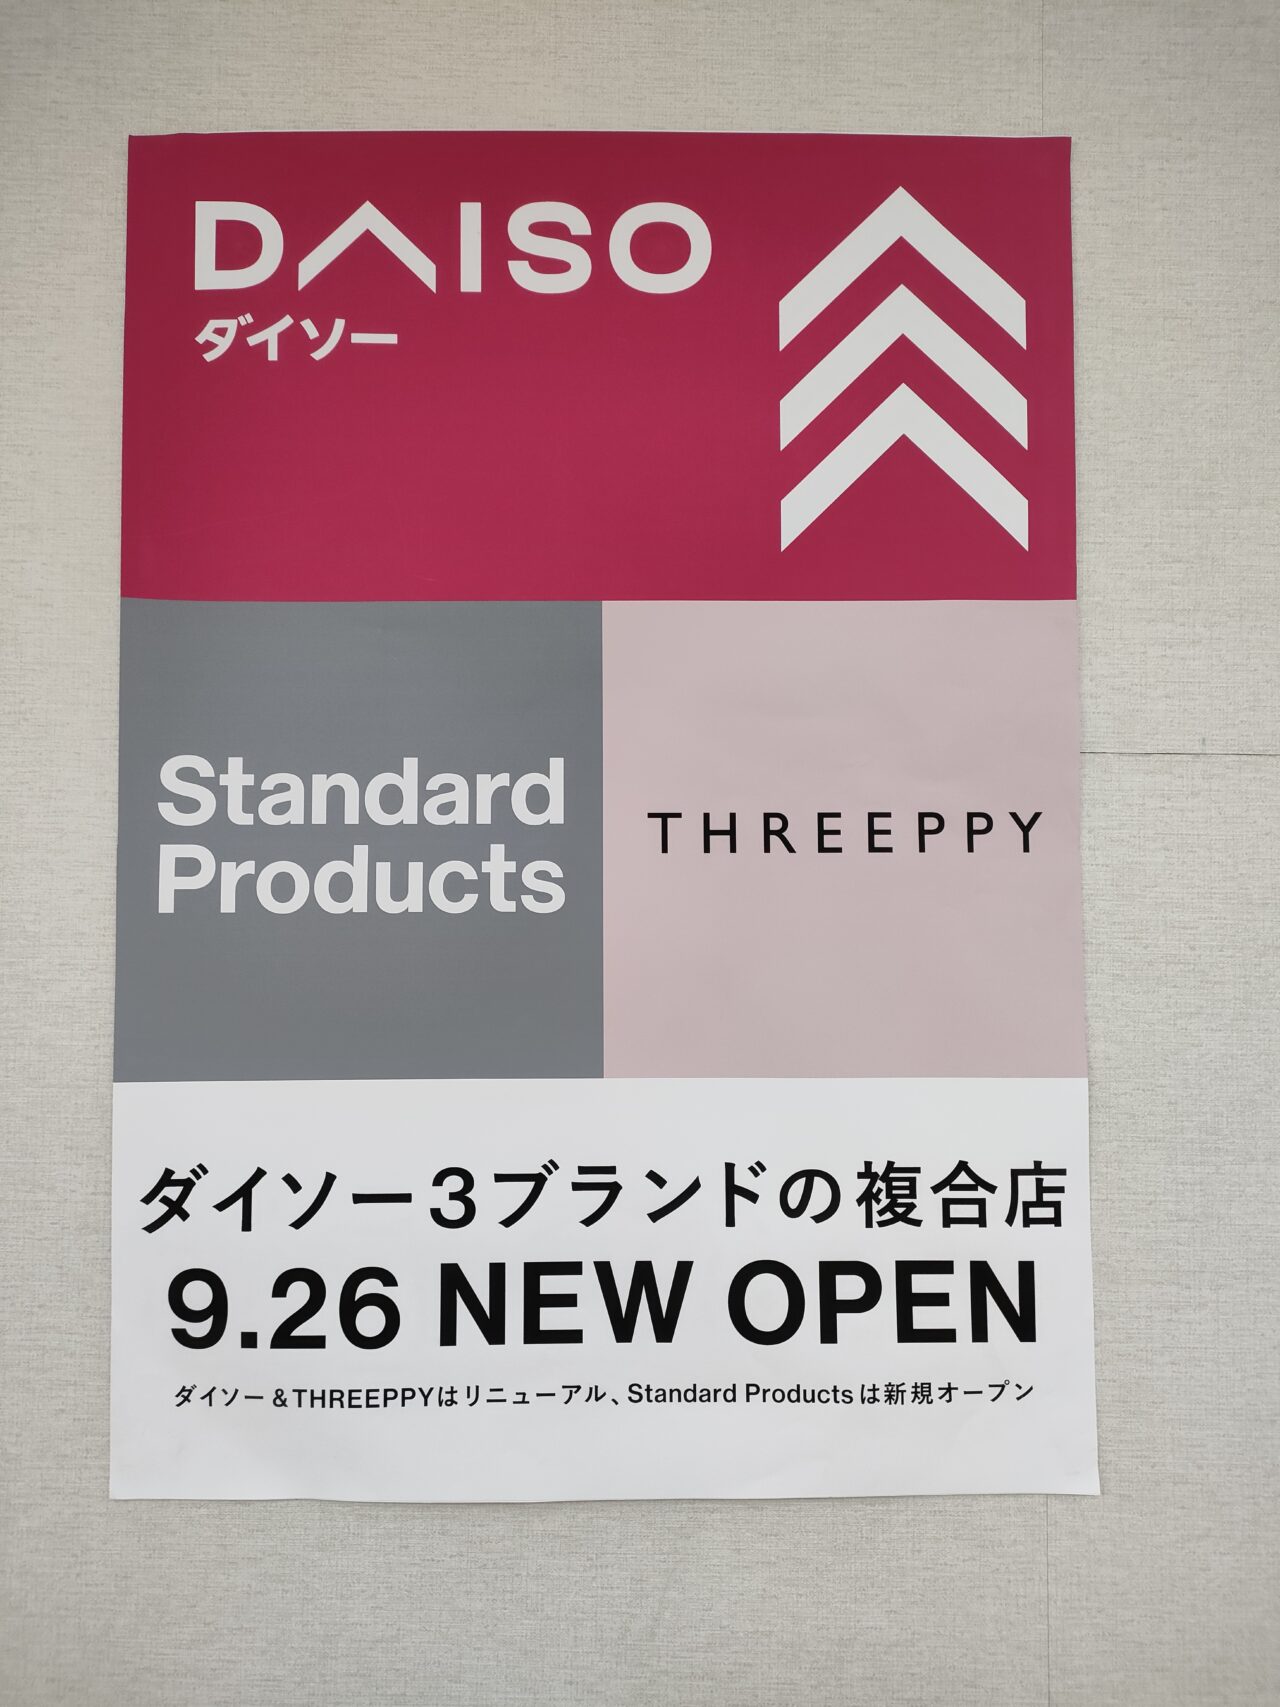 DAISO
ダイソー
Standard
Products
THREEPPY
ダイソー3ブランドの複合店
9.26 NEW OPEN
ダイソー&THREEPPYはリニューアル、Standard Productsは新規オープン